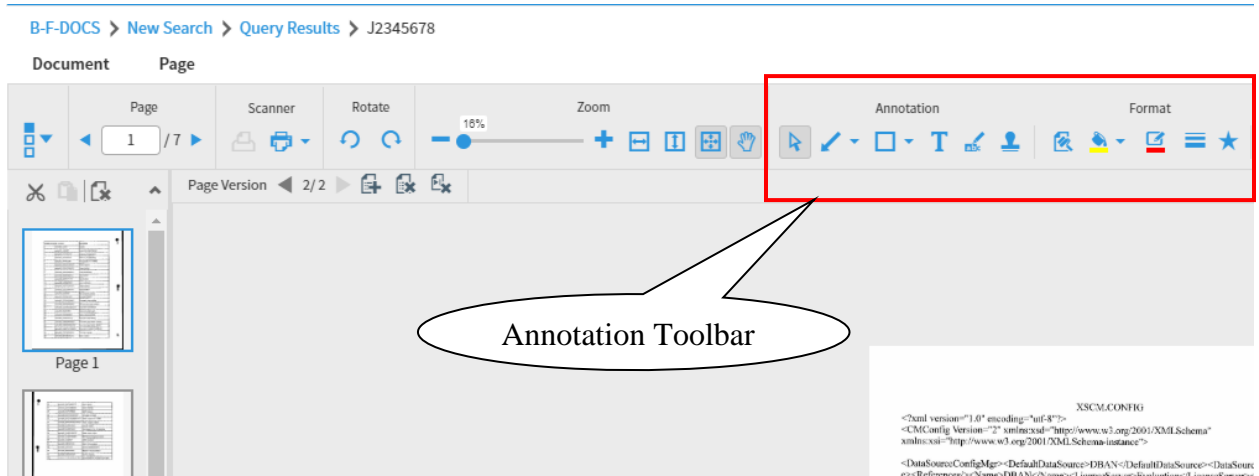 B-F-DOCS > New Search > Query Results > J2345678
Document Page
Page Scanner Rotate Zoom Annotation Format
1 / 7 18% T
Page Version 2/2
Annotation Toolbar
Page 1
XSCM.CONFIG
<?xml version="1.0" encoding="utf-8"?>
<CMConfig Version="2" xmlns:xsd="http://www.w3.org/2001/XMLSchema"
xmlns:xsi="http://www.w3.org/2001/XMLSchema-instance">
<DataSourceConfigMgr><DefaultDataSource>DBAN</DefaultDataSource><DataSour